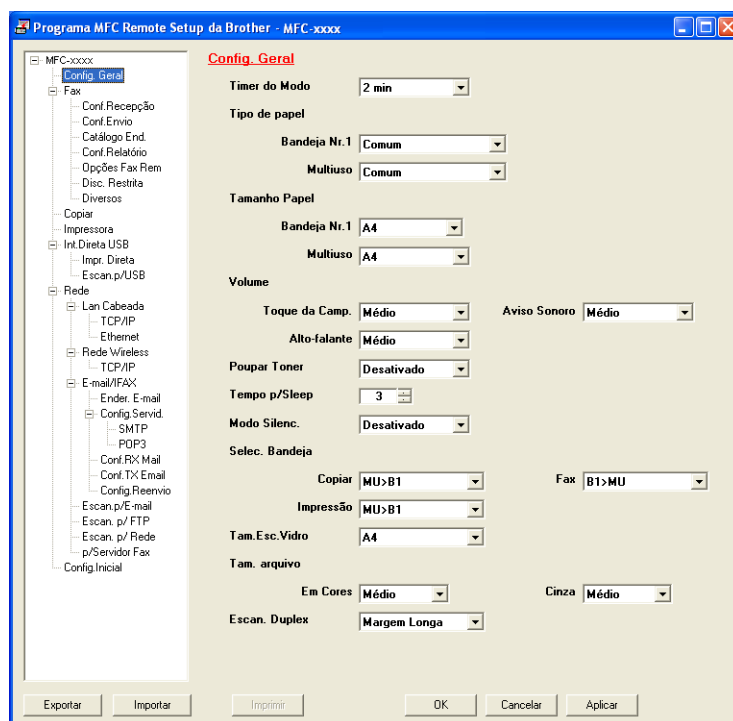 Programa MFC Remote Setup da Brother - MFC-xxxx
MFC-xxxx
Config. Geral
Fax
Conf.Recepção
Conf.Envio
Catálogo End.
Conf.Relatório
Opções Fax Rem
Disc. Restrita
Diversos
Copiar
Impressora
Int.Direta USB
Impr. Direta
Escan.p/USB
Rede
Lan Cabeada
TCP/IP
Ethernet
Rede Wireless
TCP/IP
E-mail/IFAX
Ender. E-mail
Config.Servid.
SMTP
POP3
Conf.RX Mail
Conf.TX Email
Config.Reenvio
Escan.p/E-mail
Escan. p/ FTP
Escan. p/ Rede
p/Servidor Fax
Config.Inicial
Config. Geral
Timer do Modo 2 min
Tipo de papel
Bandeja Nr.1 Comum
Multiuso Comum
Tamanho Papel
Bandeja Nr.1 A4
Multiuso A4
Volume
Toque da Camp. Médio Aviso Sonoro Médio
Alto-falante Médio
Poupar Toner Desativado
Tempo p/Sleep 3
Modo Silenc. Desativado
Selec. Bandeja
Copiar MU>B1 Fax B1>MU
Impressão MU>B1
Tam.Esc.Vidro A4
Tam. arquivo
Em Cores Médio Cinza Médio
Escan. Duplex Margem Longa
Exportar Importar Imprimir OK Cancelar Aplicar